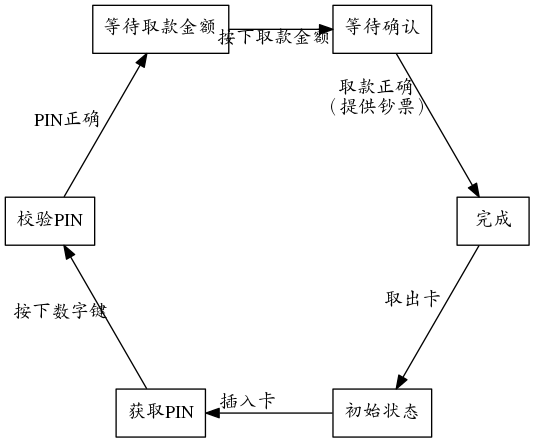 等待取款金额
按下取款金额
等待确认
取款正确
（提供钞票）
PIN正确
校验PIN
完成
按下数字键
取出卡
获取PIN
插入卡
初始状态